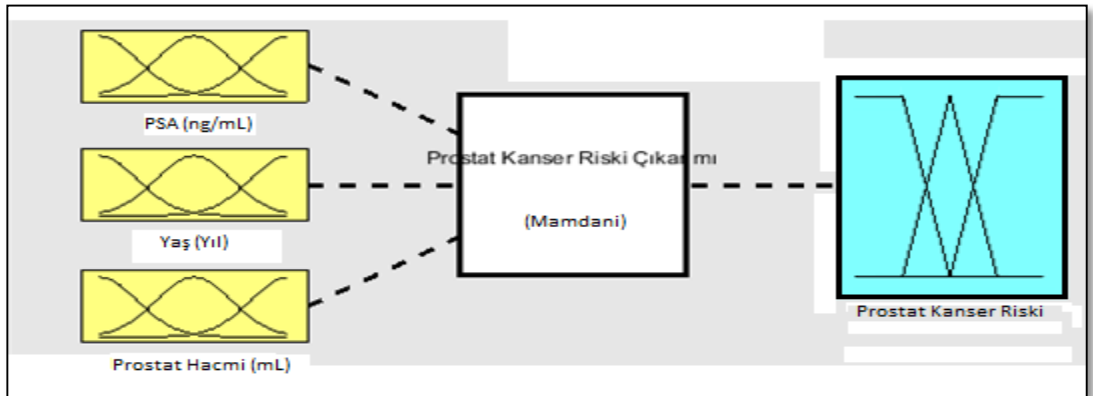 PSA (ng/mL)
Yaş (Yıl)
Prostat Hacmi (mL)
Prostat Kanser Riski Çıkarımı
(Mamdani)
Prostat Kanser Riski